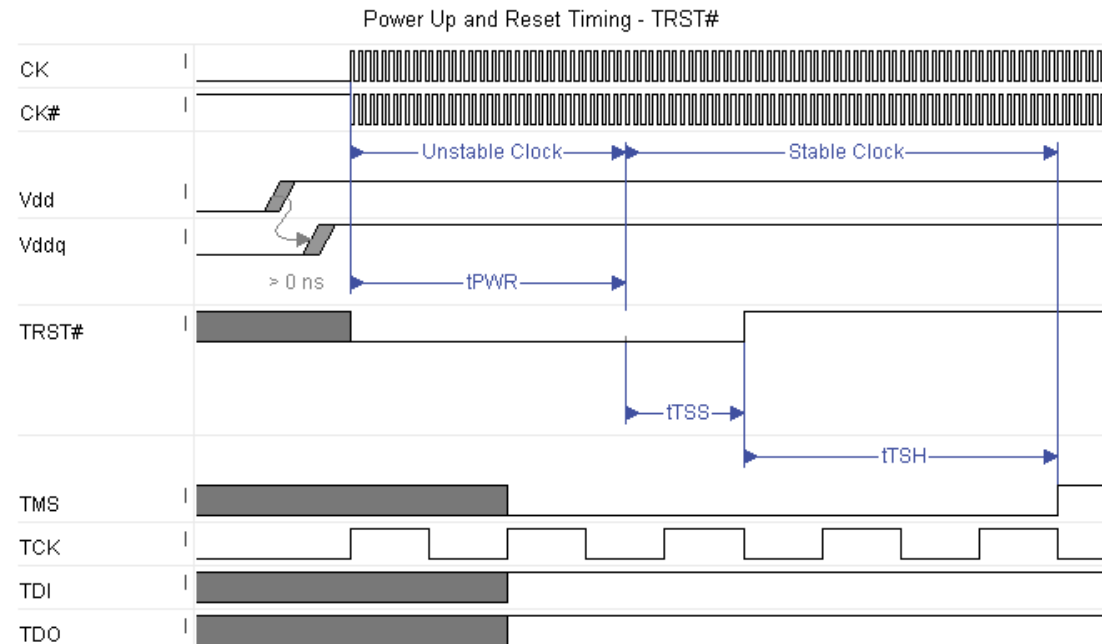 Power Up and Reset Timing - TRST#
CK
CK#
Unstable Clock
Stable Clock
Vdd
Vddq
> 0 ns
tPWR
TRST#
tTSS
tTSH
TMS
TCK
TDI
TDO